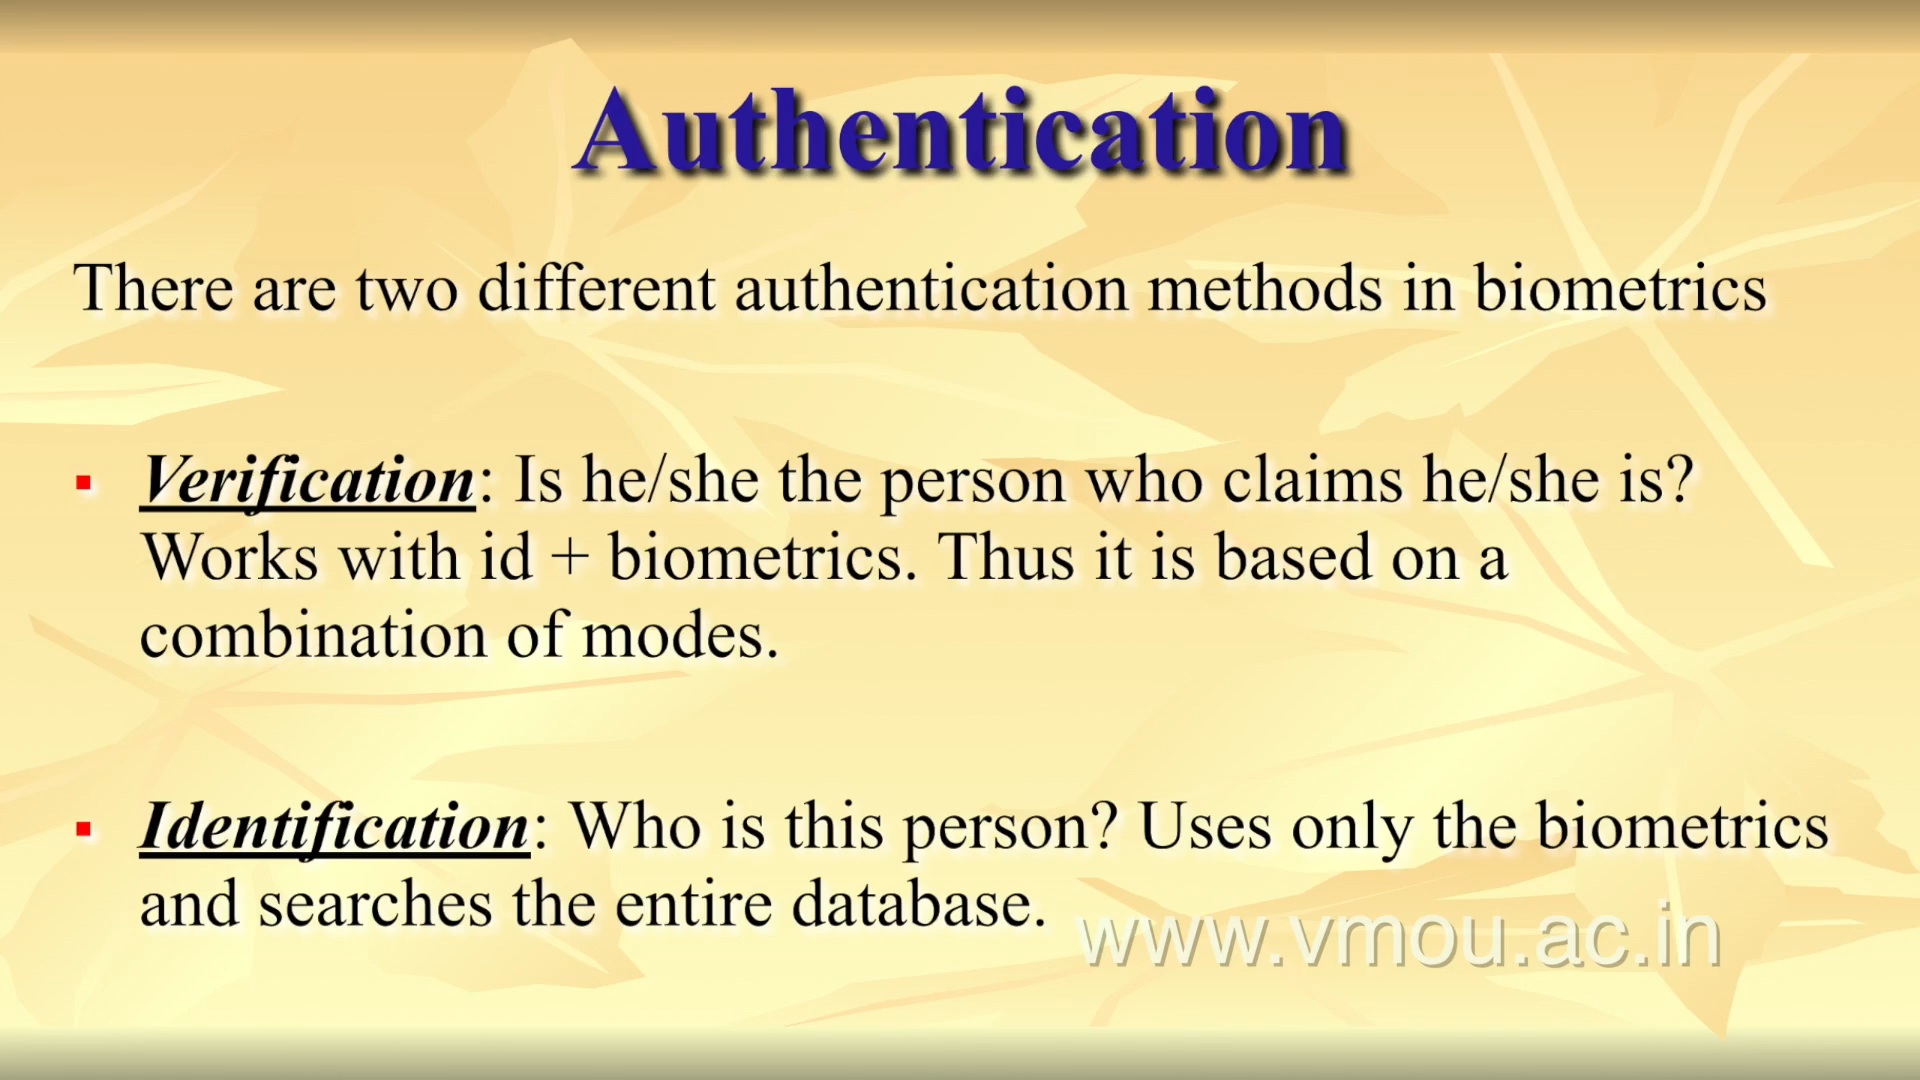 Authentication
There are two different authentication methods in biometrics
▪ Verification: Is he/she the person who claims he/she is?
Works with id + biometrics. Thus it is based on a
combination of modes.
▪ Identification: Who is this person? Uses only the biometrics
and searches the entire database.
www.vmou.ac.in